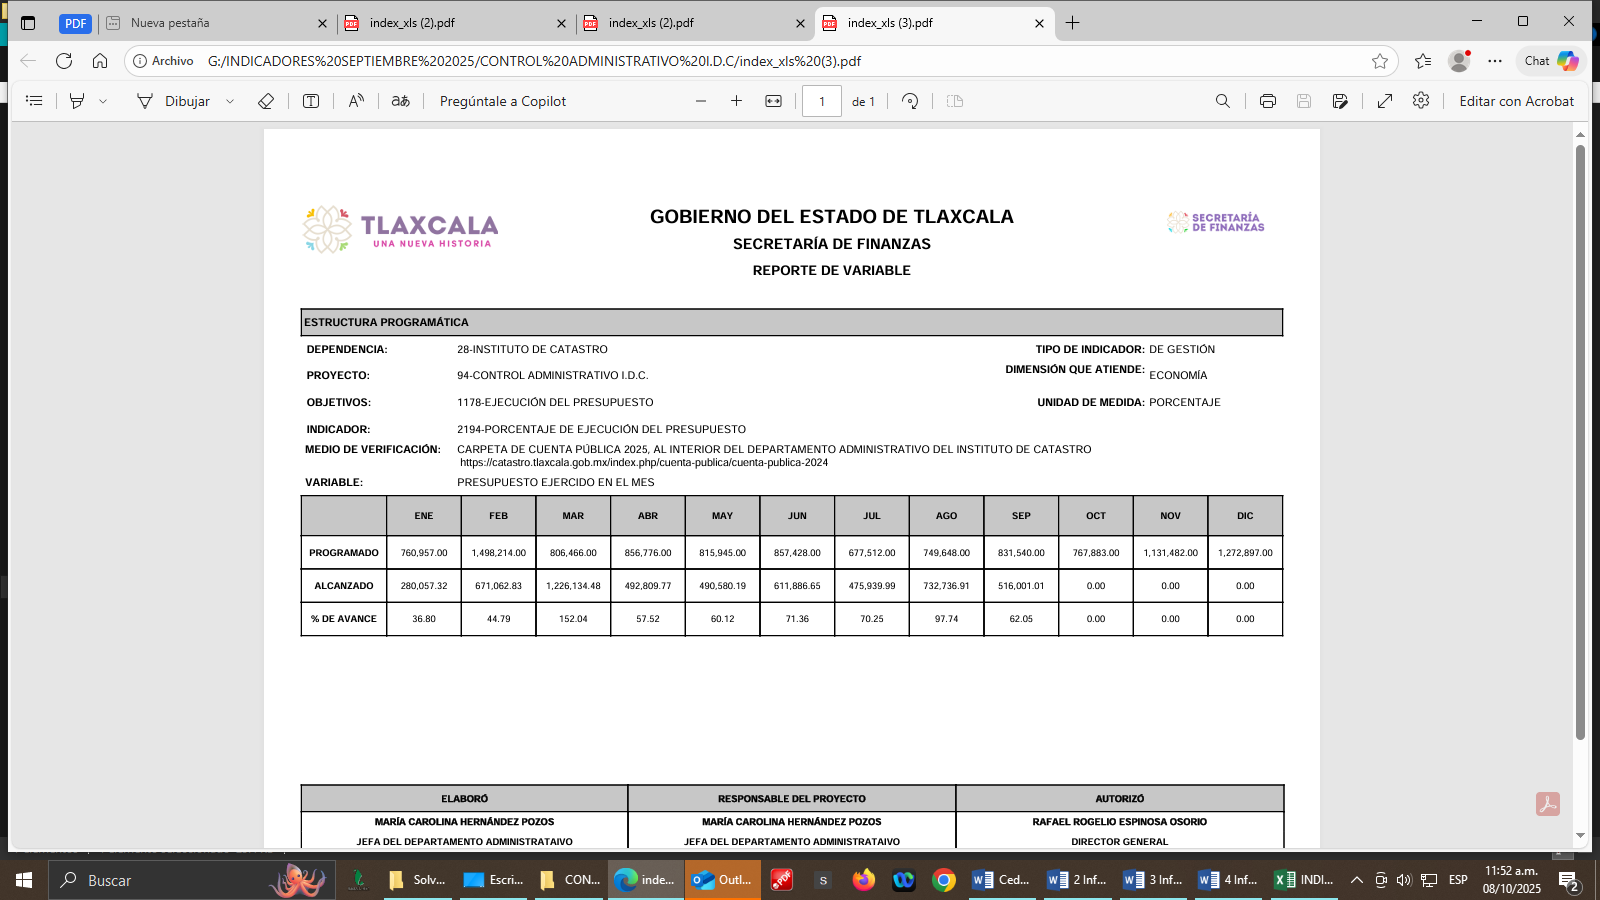 PDF
Nueva pestaña
index_xls (2).pdf
index_xls (2).pdf
index_xls (3).pdf
Archivo
G:/INDICADORES%20SEPTIEMBRE%202025/CONTROL%20ADMINISTRATIVO%20I.D.C/index_xls%20(3).pdf
Chat
Dibujar
Pregúntale a Copilot
1 de 1
Editar con Acrobat
TLAXCALA
UNA NUEVA HISTORIA
GOBIERNO DEL ESTADO DE TLAXCALA
SECRETARÍA DE FINANZAS
REPORTE DE VARIABLE
SECRETARÍA
DE FINANZAS
ESTRUCTURA PROGRAMÁTICA
DEPENDENCIA: 28-INSTITUTO DE CATASTRO TIPO DE INDICADOR: DE GESTIÓN
PROYECTO: 94-CONTROL ADMINISTRATIVO I.D.C. DIMENSIÓN QUE ATIENDE: ECONOMÍA
OBJETIVOS: 1178-EJECUCIÓN DEL PRESUPUESTO UNIDAD DE MEDIDA: PORCENTAJE
INDICADOR: 2194-PORCENTAJE DE EJECUCIÓN DEL PRESUPUESTO
MEDIO DE VERIFICACIÓN: CARPETA DE CUENTA PÚBLICA 2025, AL INTERIOR DEL DEPARTAMENTO ADMINISTRATIVO DEL INSTITUTO DE CATASTRO
https://catastro.tlaxcala.gob.mx/index.php/cuenta-publica/cuenta-publica-2024
VARIABLE: PRESUPUESTO EJERCIDO EN EL MES
ENE FEB MAR ABR MAY JUN JUL AGO SEP OCT NOV DIC
PROGRAMADO 760,957.00 1,498,214.00 806,466.00 856,776.00 815,945.00 857,428.00 677,512.00 749,648.00 831,540.00 767,883.00 1,131,482.00 1,272,897.00
ALCANZADO 280,057.32 671,062.83 1,226,134.48 492,809.77 490,580.19 611,886.65 475,939.99 732,736.91 516,001.01 0.00 0.00 0.00
% DE AVANCE 36.80 44.79 152.04 57.52 60.12 71.36 70.25 97.74 62.05 0.00 0.00 0.00
ELABORÓ RESPONSABLE DEL PROYECTO AUTORIZÓ
MARÍA CAROLINA HERNÁNDEZ POZOS MARÍA CAROLINA HERNÁNDEZ POZOS RAFAEL ROGELIO ESPINOSA OSORIO
JEFA DEL DEPARTAMENTO ADMINISTRATAIVO JEFA DEL DEPARTAMENTO ADMINISTRATAIVO DIRECTOR GENERAL
Buscar
Solv...
Escri...
CON...
inde...
Outl...
Ced...
2 Inf...
3 Inf...
4 Inf...
INDI...
ESP
11:52 a.m.
08/10/2025
2